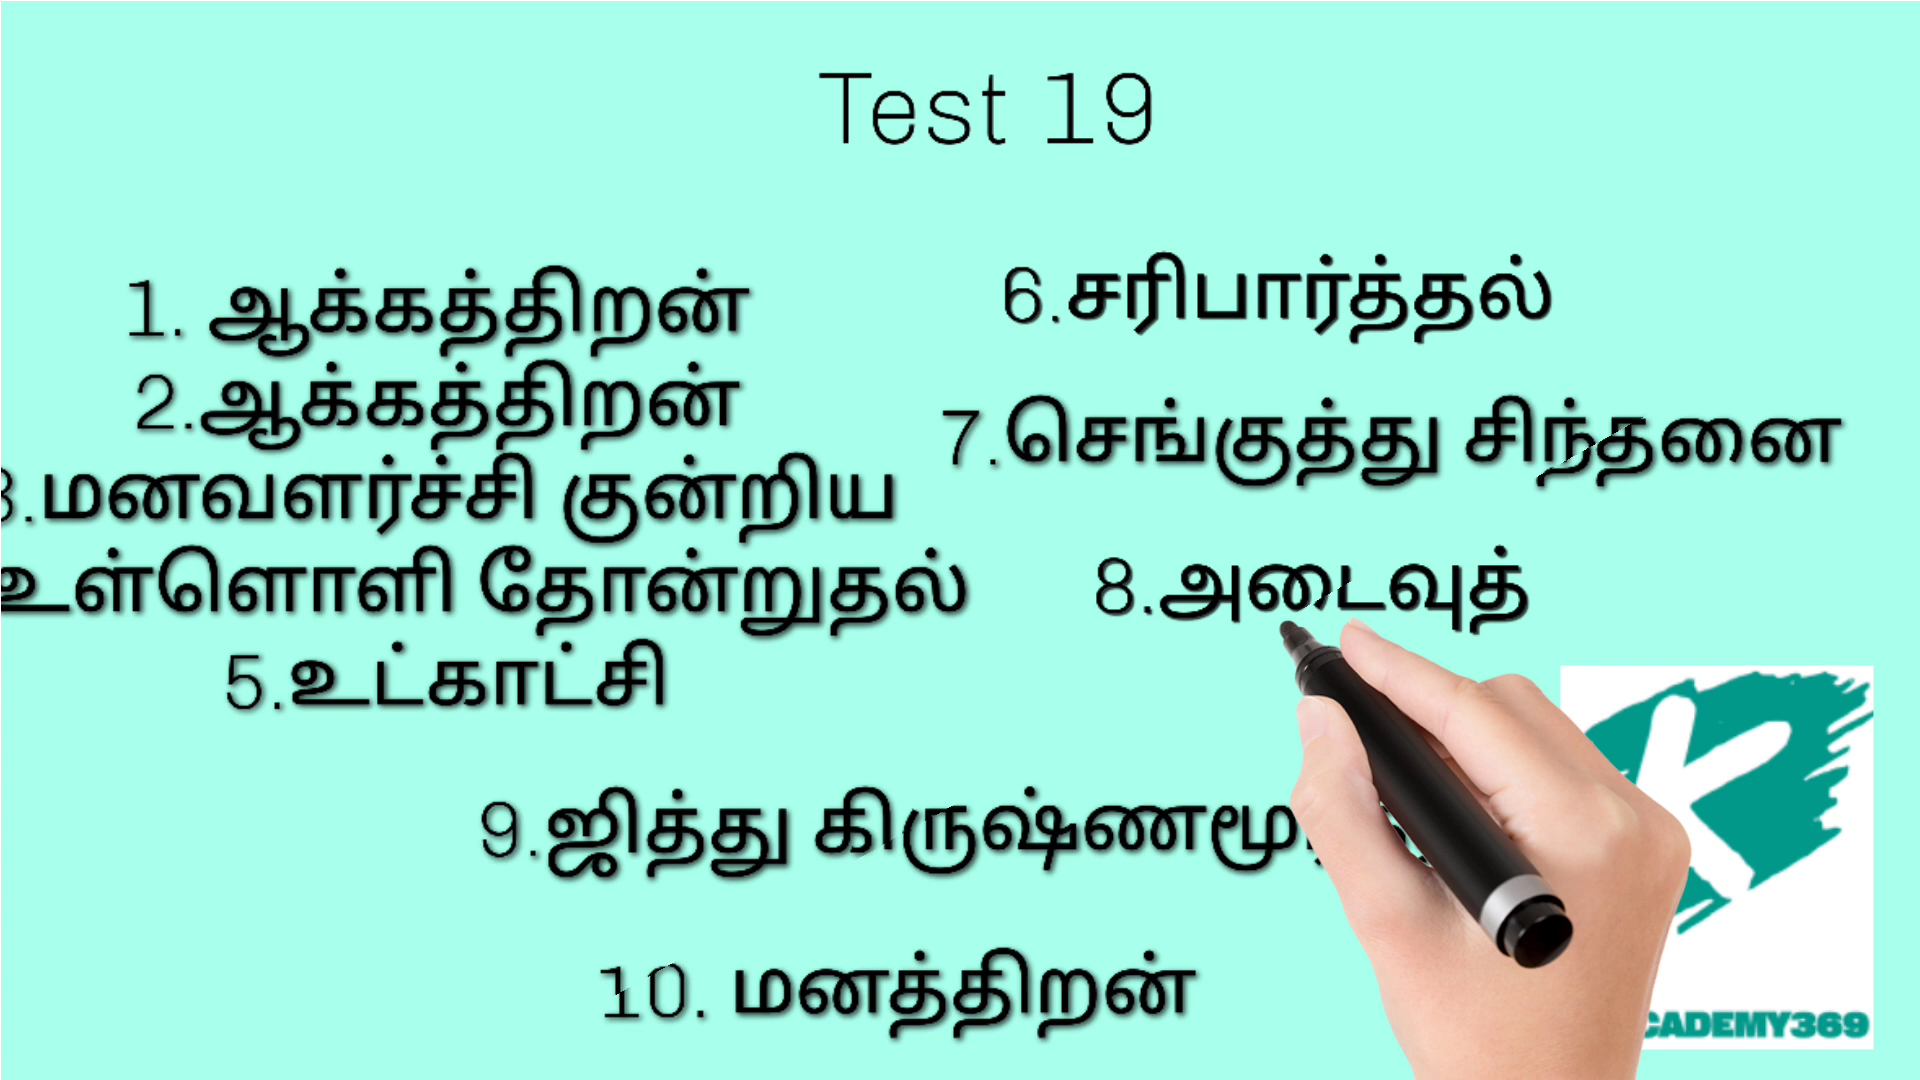 Test 19
1. ஆக்கத்திறன்
2.ஆக்கத்திறன்
3.மனவளர்ச்சி குன்றிய
உள்ளொளி தோன்றுதல்
5.உட்காட்சி
6.சரிபார்த்தல்
7.செங்குத்து சிந்தனை
8.அடைவுத்
9.ஜித்து கிருஷ்ண
10. மனத்திறன்
CADEMY369